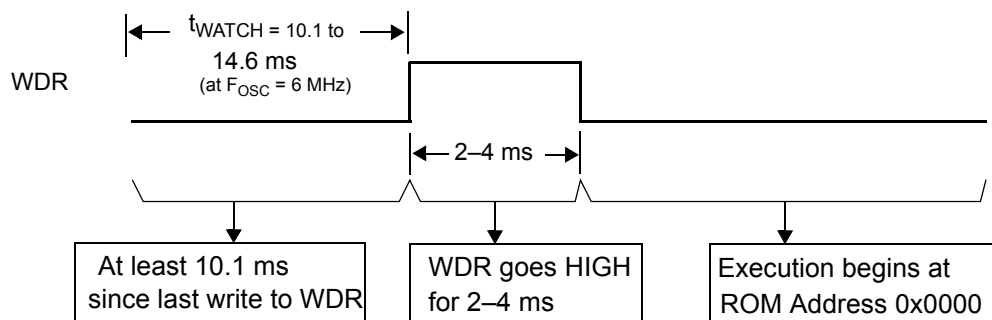 tWATCH = 10.1 to
14.6 ms
(at FOSC = 6 MHz)
WDR
2–4 ms
At least 10.1 ms
since last write to WDR
WDR goes HIGH
for 2–4 ms
Execution begins at
ROM Address 0x0000